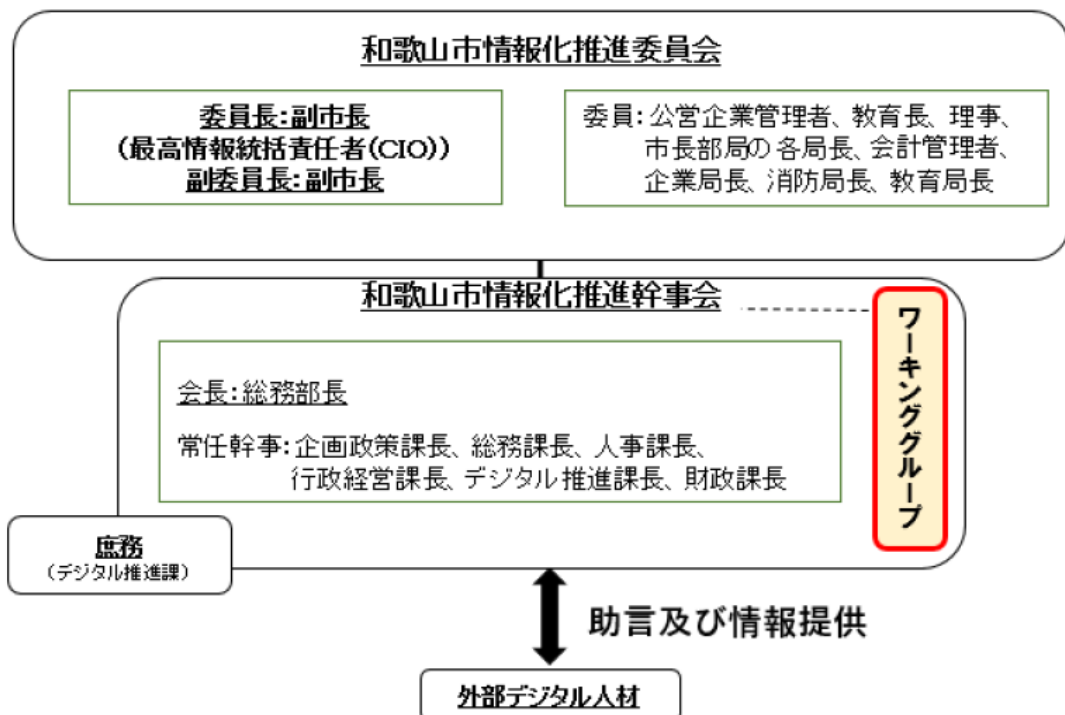 和歌山市情報化推進委員会
委員長:副市長
(最高情報統括責任者(CIO))
副委員長:副市長
委員:公営企業管理者、教育長、理事、
市長部局の各局長、会計管理者、
企業局長、消防局長、教育局長
和歌山市情報化推進幹事会
会長:総務部長
常任幹事:企画政策課長、総務課長、人事課長、
行政経営課長、デジタル推進課長、財政課長
ワーキンググループ
庶務
(デジタル推進課)
助言及び情報提供
外部デジタル人材